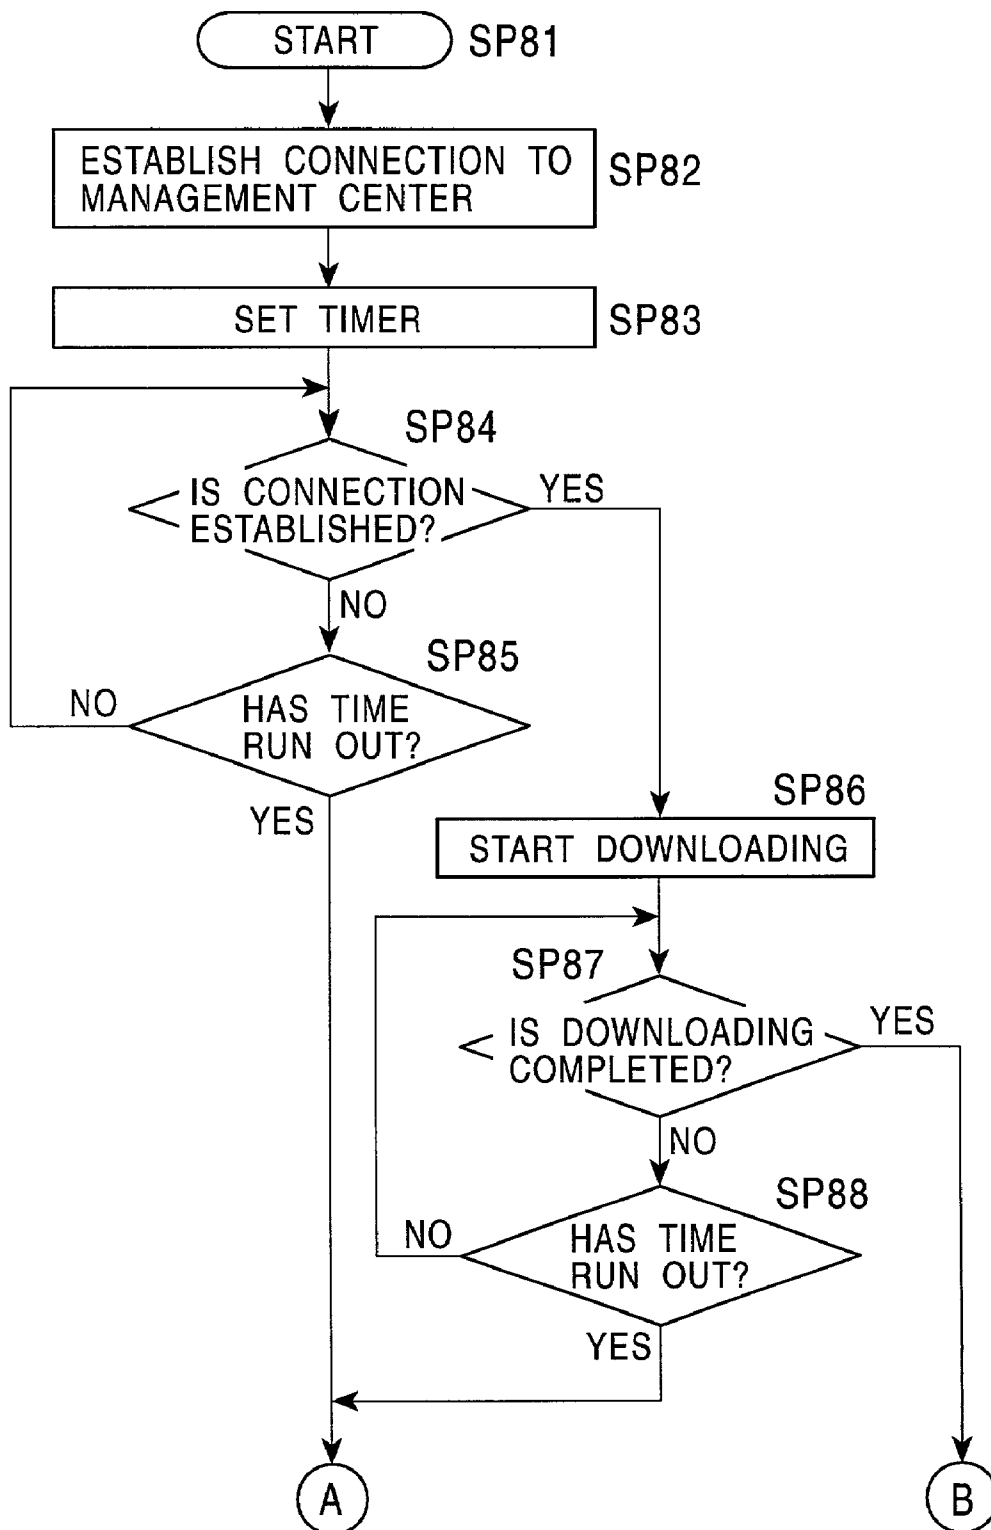 START
SP81
ESTABLISH CONNECTION TO
MANAGEMENT CENTER
SP82
SET TIMER
SP83
SP84
IS CONNECTION
ESTABLISHED?
YES
NO
SP85
HAS TIME
RUN OUT?
NO
YES
SP86
START DOWNLOADING
SP87
IS DOWNLOADING
COMPLETED?
YES
NO
SP88
HAS TIME
RUN OUT?
NO
YES
A
B